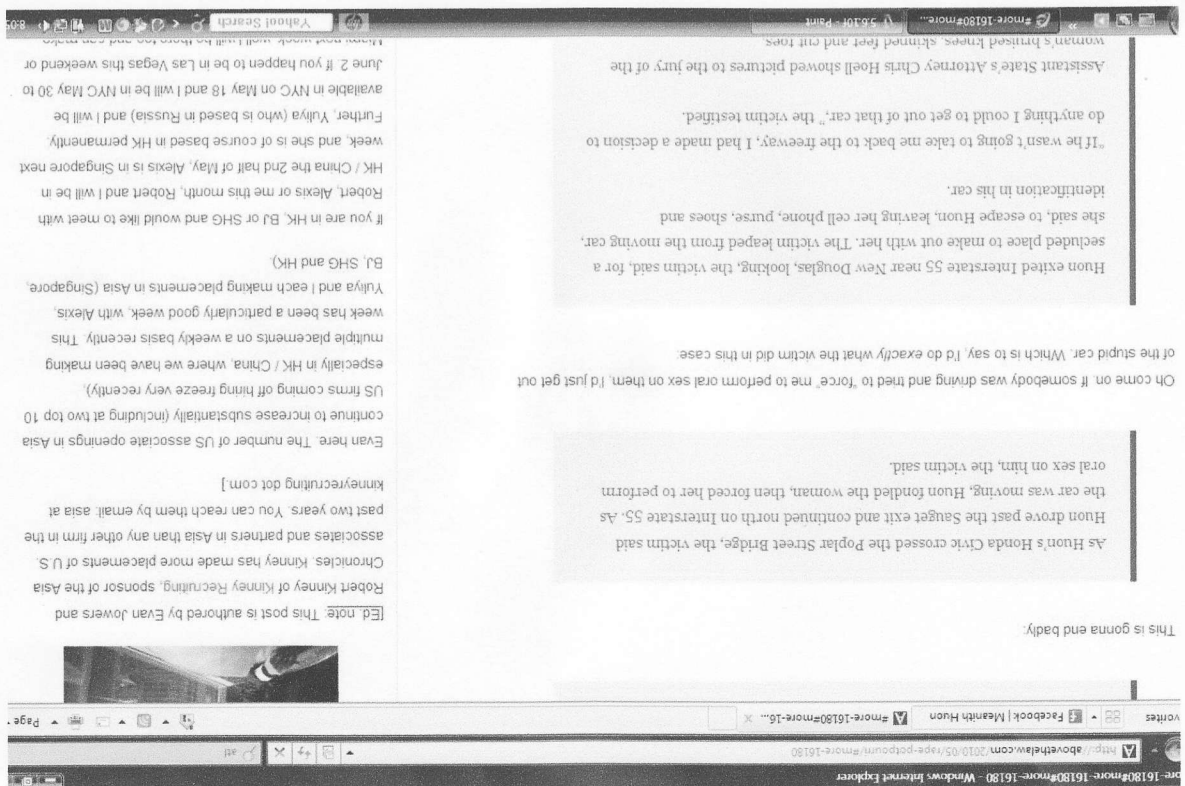 ore-16180#more-16180#more-16180 - Windows Internet Explorer
http://abovethelaw.com/2010/05/rape-potpourri/#more-16180
atl
vorites
Facebook | Meanith Huon
#more-16180#more-16...
Page
This is gonna end badly:
As Huon's Honda Civic crossed the Poplar Street Bridge, the victim said
Huon drove past the Sauget exit and continued north on Interstate 55. As
the car was moving, Huon fondled the woman, then forced her to perform
oral sex on him, the victim said.
Oh come on. If somebody was driving and tried to "force" me to perform oral sex on them, I'd just get out
of the stupid car. Which is to say, I'd do exactly what the victim did in this case:
Huon exited Interstate 55 near New Douglas, looking, the victim said, for a
secluded place to make out with her. The victim leaped from the moving car,
she said, to escape Huon, leaving her cell phone, purse, shoes and
identification in his car.
"If he wasn't going to take me back to the freeway, I had made a decision to
do anything I could to get out of that car," the victim testified.
Assistant State's Attorney Chris Hoell showed pictures to the jury of the
woman's bruised knees, skinned feet and cut toes.
[Ed. note: This post is authored by Evan Jowers and
Robert Kinney of Kinney Recruiting, sponsor of the Asia
Chronicles. Kinney has made more placements of U.S.
associates and partners in Asia than any other firm in the
past two years. You can reach them by email: asia at
kinneyrecruiting dot com.]
Evan here. The number of US associate openings in Asia
continue to increase substantially (including at two top 10
US firms coming off hiring freeze very recently),
especially in HK / China, where we have been making
multiple placements on a weekly basis recently. This
week has been a particularly good week, with Alexis,
Yuliya and I each making placements in Asia (Singapore,
BJ, SHG and HK).
If you are in HK, BJ or SHG and would like to meet with
Robert, Alexis or me this month, Robert and I will be in
HK / China the 2nd half of May, Alexis is in Singapore next
week, and she is of course based in HK permanently.
Further, Yuliya (who is based in Russia) and I will be
available in NYC on May 18 and I will be in NYC May 30 to
June 2. If you happen to be in Las Vegas this weekend or
Miami next week, well I will be there too and can make
#more-16180#more...
5.6.10f - Paint
Yahoo! Search
8:05